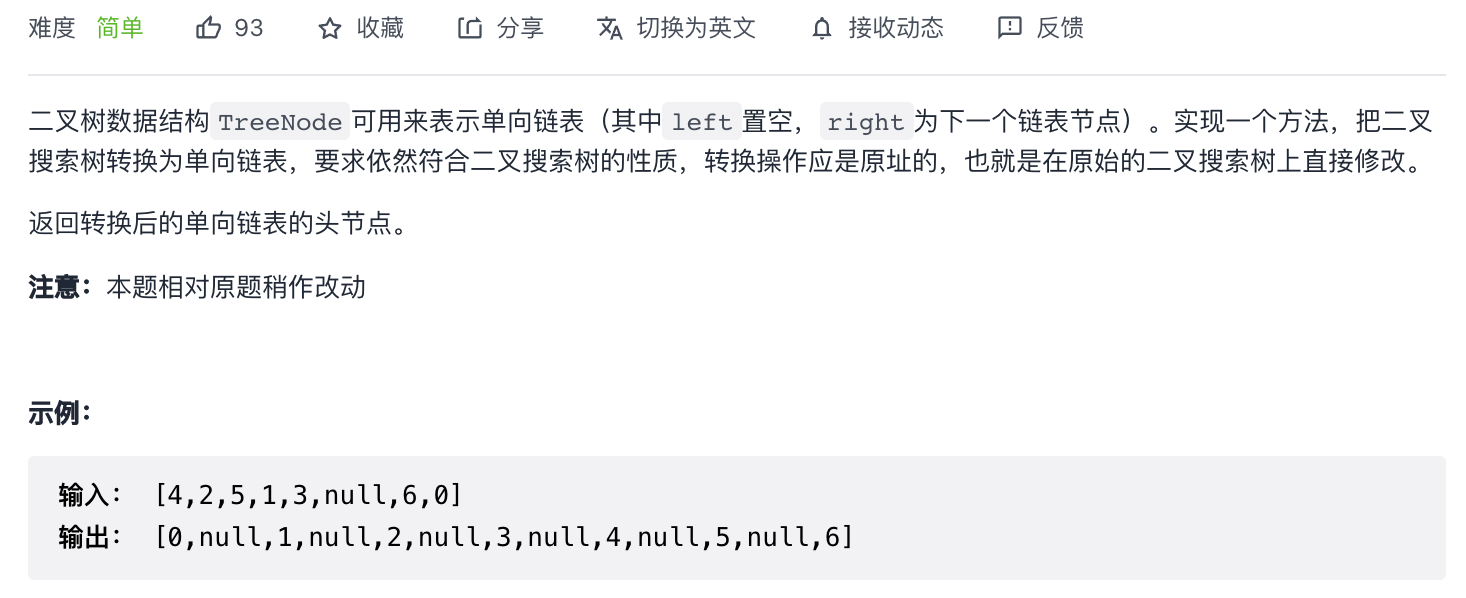 难度 简单 93 收藏 分享 切换为英文 接收动态 反馈
二叉树数据结构TreeNode可用来表示单向链表（其中left置空，right为下一个链表节点）。实现一个方法，把二叉
搜索树转换为单向链表，要求依然符合二叉搜索树的性质，转换操作应是原址的，也就是在原始的二叉搜索树上直接修改。
返回转换后的单向链表的头节点。
注意：本题相对原题稍作改动
示例：
输入： [4,2,5,1,3,null,6,0]
输出： [0,null,1,null,2,null,3,null,4,null,5,null,6]